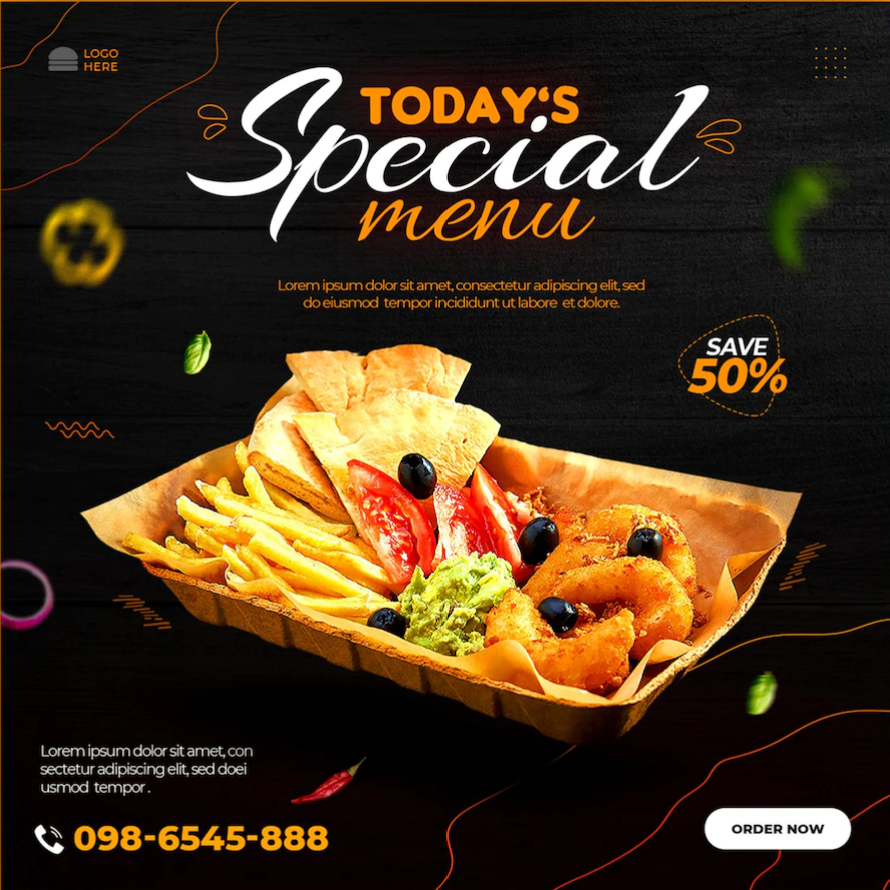 LOGO
HERE
TODAY'S
Special
menu
Lorem ipsum dolor sit amet, consectetur adipiscing elit, sed
do eiusmod tempor incididunt ut labore et dolore.
SAVE
50%
Lorem ipsum dolor sit amet, con
sectetur adipiscing elit, sed doei
usmod tempor .
098-6545-888
ORDER NOW